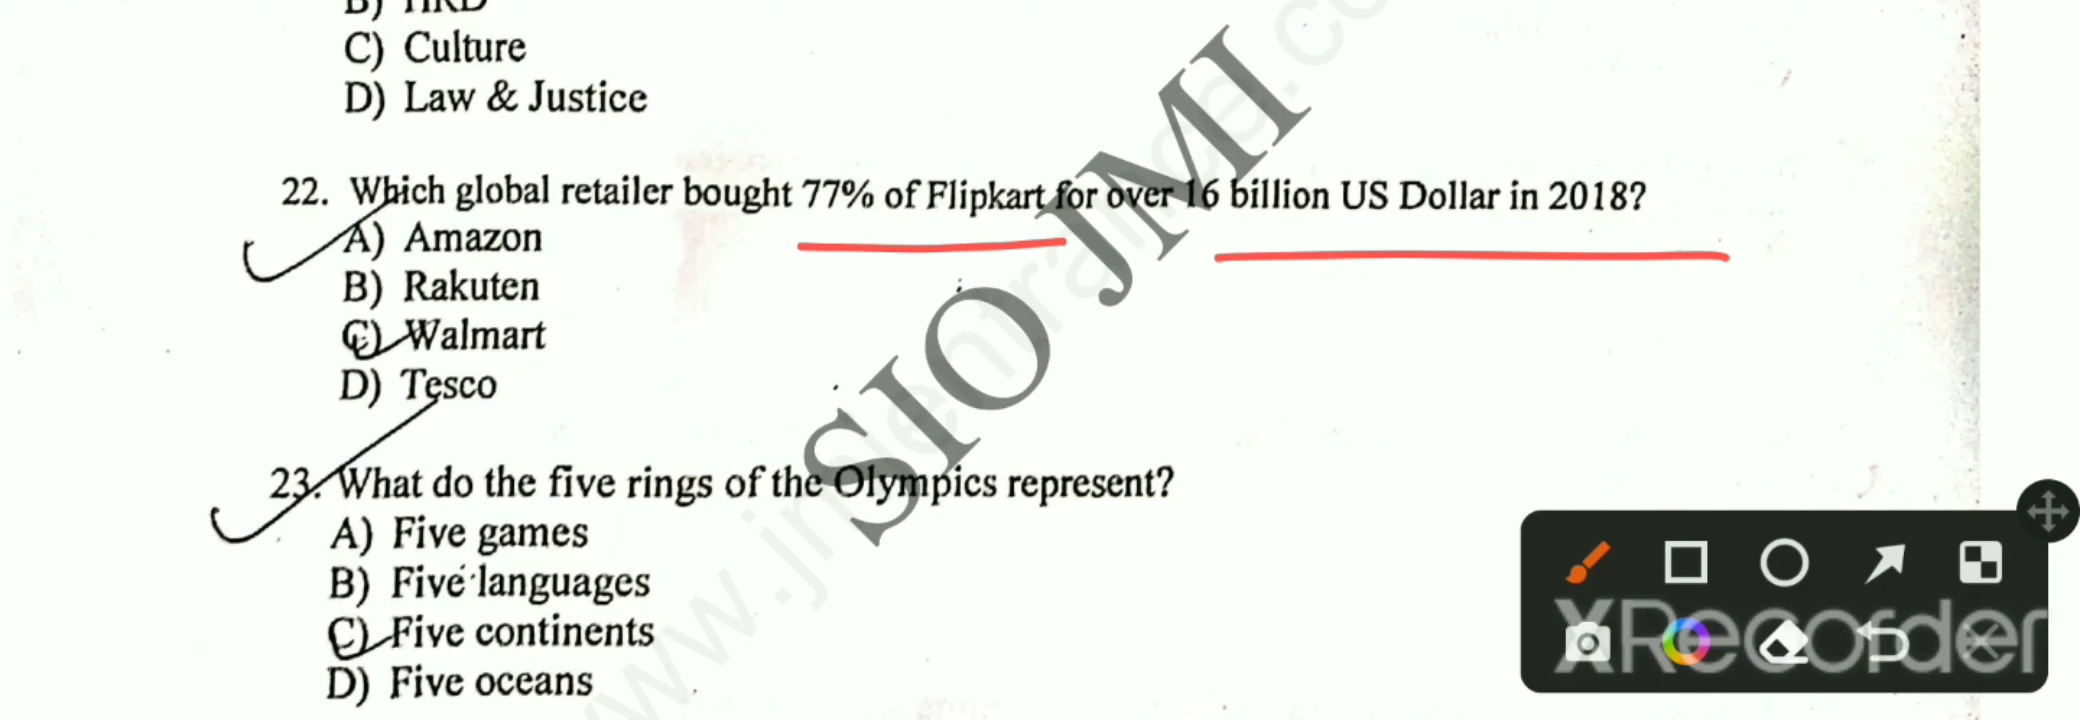 B) HRD
C) Culture
D) Law & Justice
22. Which global retailer bought 77% of Flipkart for over 16 billion US Dollar in 2018?
A) Amazon
B) Rakuten
C) Walmart
D) Tesco
23. What do the five rings of the Olympics represent?
A) Five games
B) Five languages
C) Five continents
D) Five oceans
SIO JMI
XRecorder